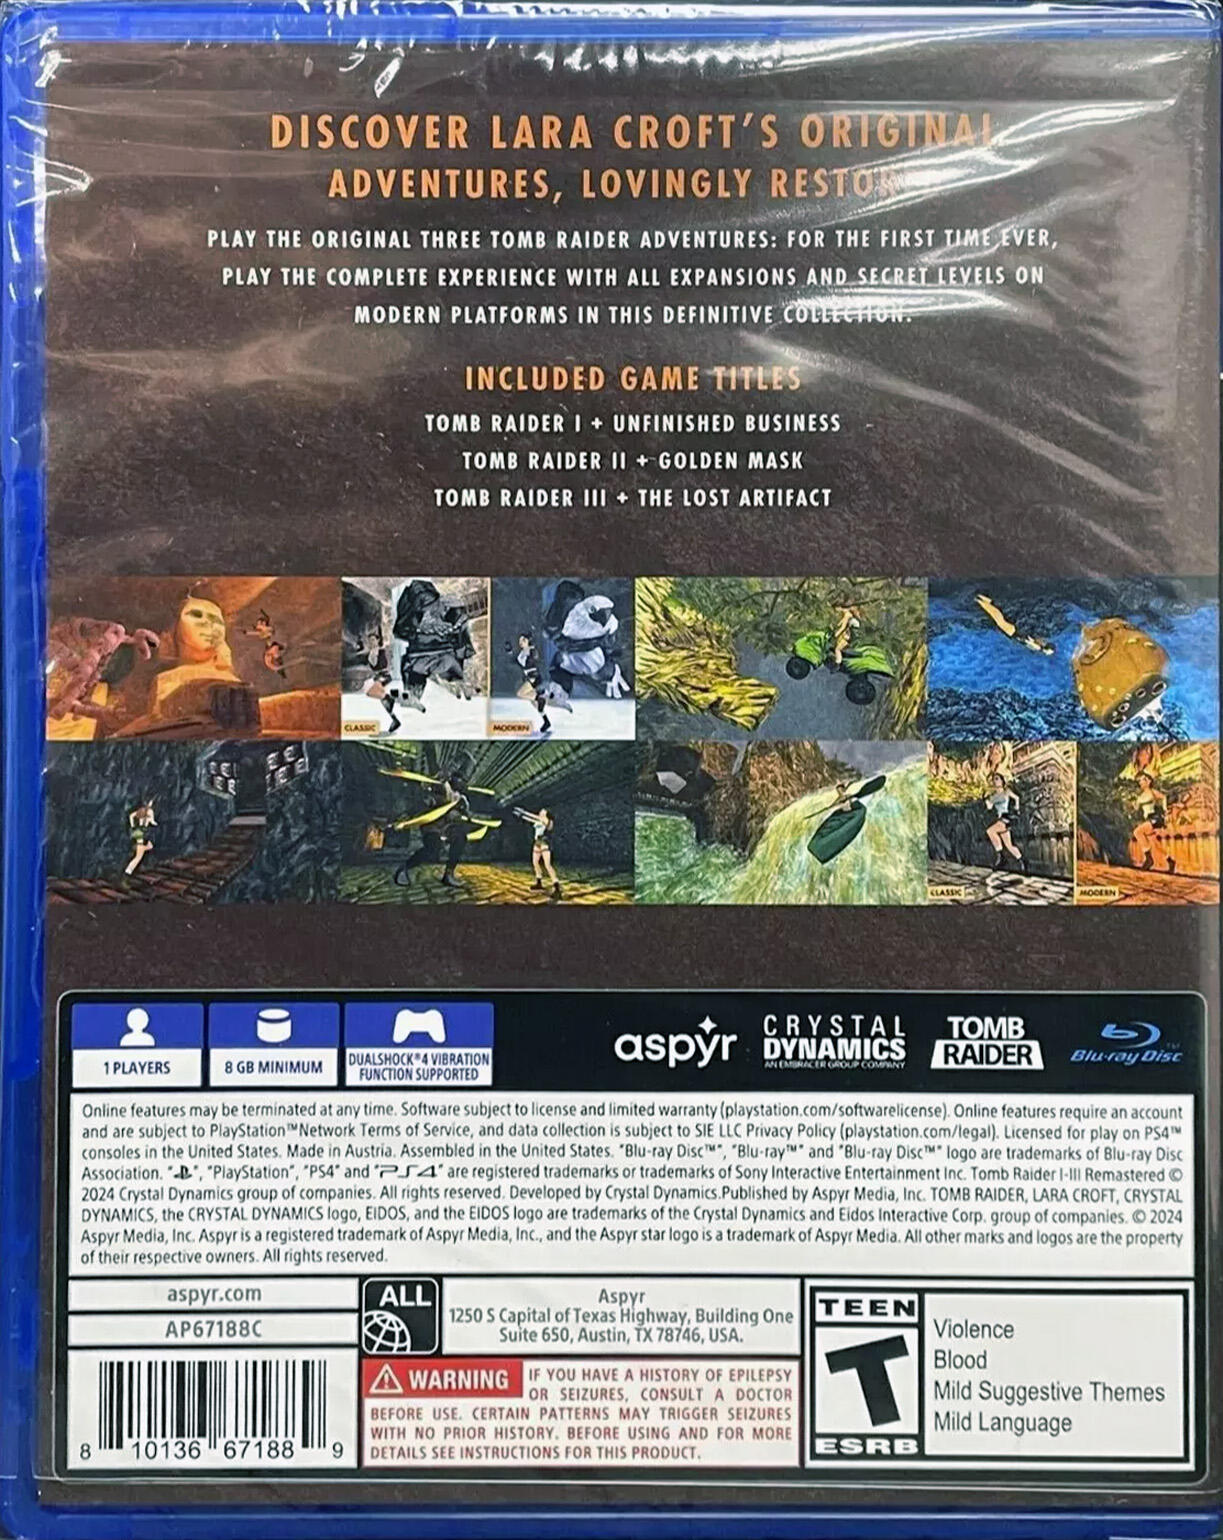 DISCOVER LARA CROFT'S ORIGINAL
ADVENTURES, LOVINGLY
PLAY THE ORIGINAL THREE TOMB RAIDER ADVENTURES: FOR THE FIRST TIME EVER,
PLAY THE COMPLETE EXPERIENCE WITH ALL EXPANSIONS AND SECRET LEVELS ON
MODERN PLATFORMS IN THIS DEFINITIVE COLLECTION.
INCLUDED GAME TITLES
TOMB RAIDER I + UNFINISHED BUSINESS
TOMB RAIDER II + GOLDEN MASK
TOMB RAIDER III + THE LOST ARTIFACT
CLASSIC
MODERN
CLASSIC
MODERN
1 PLAYERS
8 GB MINIMUM
DUALSHOCK®4 VIBRATION
FUNCTION SUPPORTED
aspyr
CRYSTAL
DYNAMICS
AN EMBRACER GROUP COMPANY
TOMB
RAIDER
Blu-ray Disc™
Online features may be terminated at any time. Software subject to license and limited warranty (playstation.com/softwarelicense). Online features require an account
and are subject to PlayStation™Network Terms of Service, and data collection is subject to SIE LLC Privacy Policy (playstation.com/legal). Licensed for play on PS4™
consoles in the United States. Made in Austria. Assembled in the United States. "Blu-ray Disc™", "Blu-ray™" and "Blu-ray Disc™" logo are trademarks of Blu-ray Disc
Association. "", "PlayStation", "PS4" and "PS4" are registered trademarks or trademarks of Sony Interactive Entertainment Inc. Tomb Raider I-III Remastered ©
2024 Crystal Dynamics group of companies. All rights reserved. Developed by Crystal Dynamics.Published by Aspyr Media, Inc. TOMB RAIDER, LARA CROFT, CRYSTAL
DYNAMICS, the CRYSTAL DYNAMICS logo, EIDOS, and the EIDOS logo are trademarks of the Crystal Dynamics and Eidos Interactive Corp. group of companies. © 2024
Aspyr Media, Inc. Aspyr is a registered trademark of Aspyr Media, Inc., and the Aspyr star logo is a trademark of Aspyr Media. All other marks and logos are the property
of their respective owners. All rights reserved.
aspyr.com
AP67188C
8 10136 67188 9
ALL
Aspyr
1250 S Capital of Texas Highway, Building One
Suite 650, Austin, TX 78746, USA.
WARNING IF YOU HAVE A HISTORY OF EPILEPSY
OR SEIZURES, CONSULT A DOCTOR
BEFORE USE. CERTAIN PATTERNS MAY TRIGGER SEIZURES
WITH NO PRIOR HISTORY. BEFORE USING AND FOR MORE
DETAILS SEE INSTRUCTIONS FOR THIS PRODUCT.
TEEN
T
ESRB
Violence
Blood
Mild Suggestive Themes
Mild Language